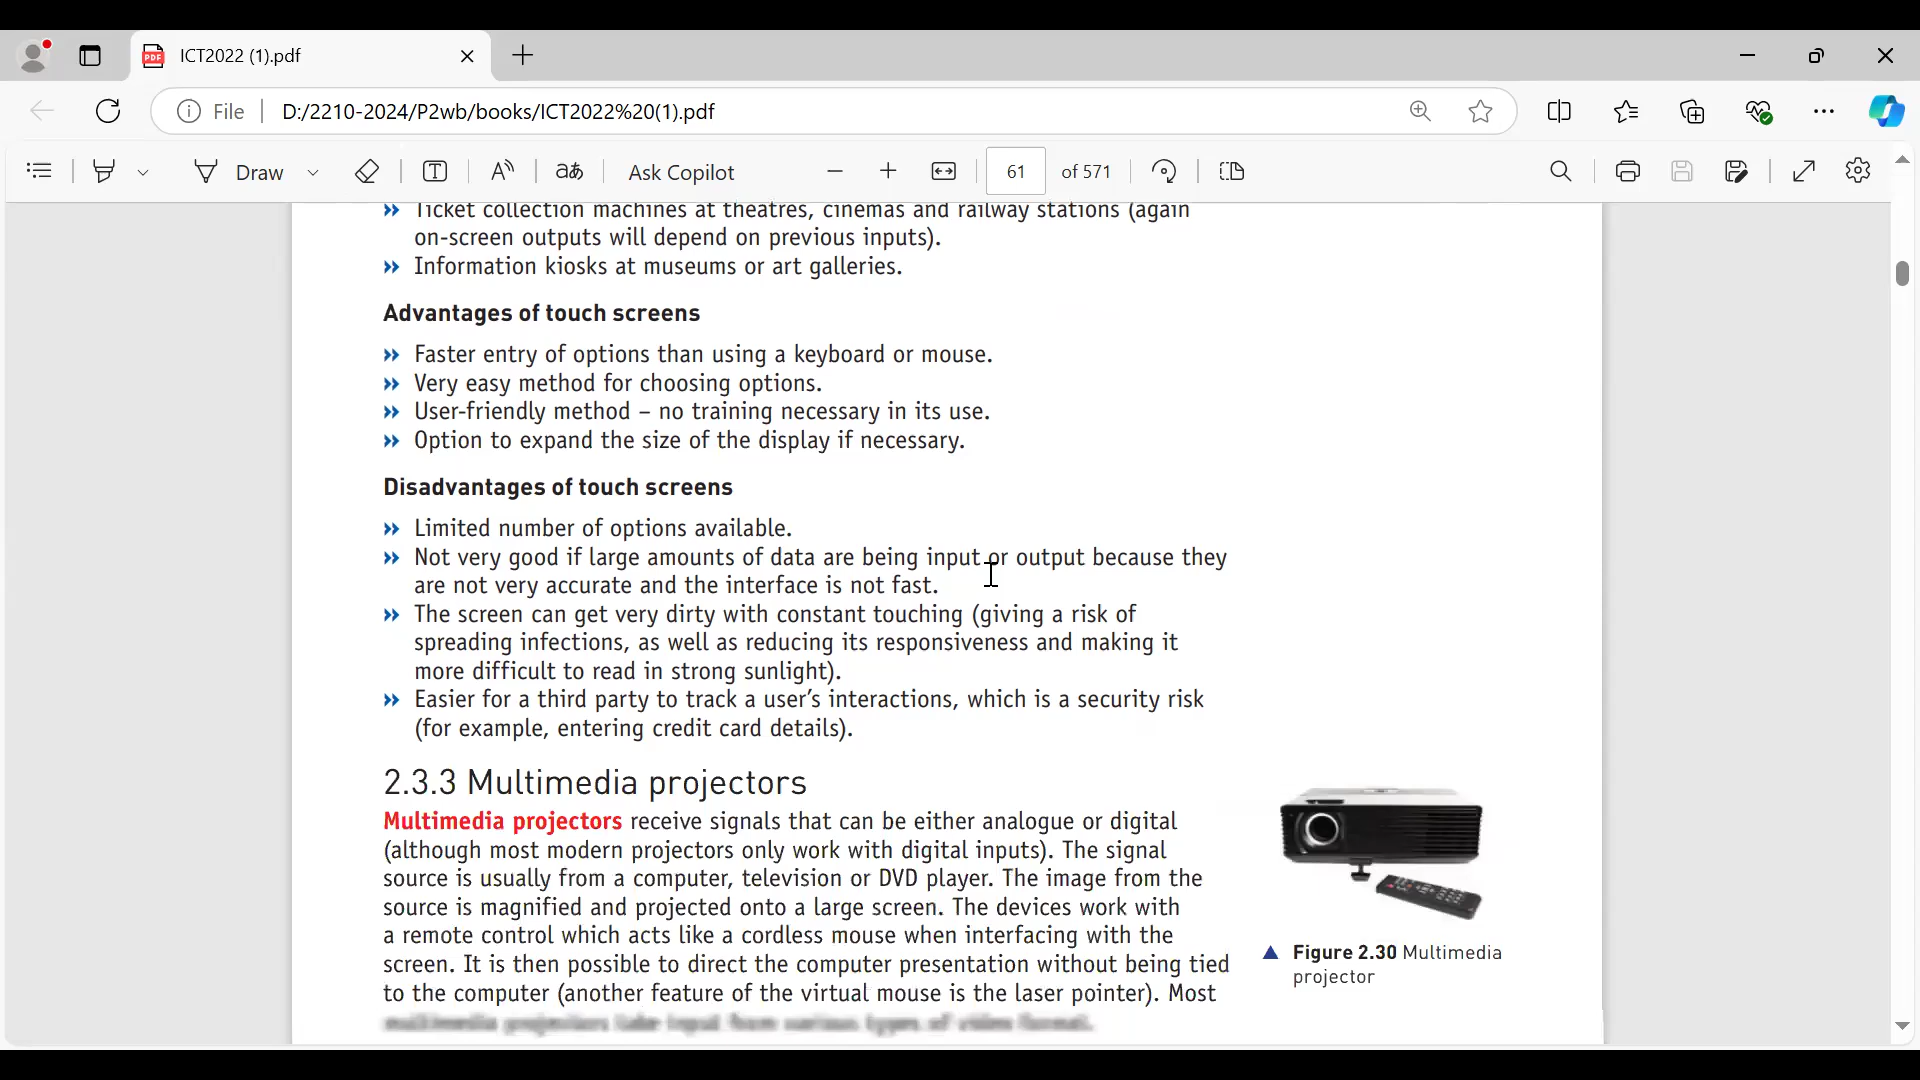 ICT2022 (1).pdf
File
D:/2210-2024/P2wb/books/ICT2022%20(1).pdf
Draw
Ask Copilot
61 of 571
» Ticket collection machines at theatres, cinemas and railway stations (again
on-screen outputs will depend on previous inputs).
» Information kiosks at museums or art galleries.
Advantages of touch screens
» Faster entry of options than using a keyboard or mouse.
» Very easy method for choosing options.
» User-friendly method – no training necessary in its use.
» Option to expand the size of the display if necessary.
Disadvantages of touch screens
» Limited number of options available.
» Not very good if large amounts of data are being input or output because they
are not very accurate and the interface is not fast.
» The screen can get very dirty with constant touching (giving a risk of
spreading infections, as well as reducing its responsiveness and making it
more difficult to read in strong sunlight).
» Easier for a third party to track a user's interactions, which is a security risk
(for example, entering credit card details).
2.3.3 Multimedia projectors
Multimedia projectors receive signals that can be either analogue or digital
(although most modern projectors only work with digital inputs). The signal
source is usually from a computer, television or DVD player. The image from the
source is magnified and projected onto a large screen. The devices work with
a remote control which acts like a cordless mouse when interfacing with the
screen. It is then possible to direct the computer presentation without being tied
to the computer (another feature of the virtual mouse is the laser pointer). Most
multimedia projectors take input from various types of video format.
▲ Figure 2.30 Multimedia
projector